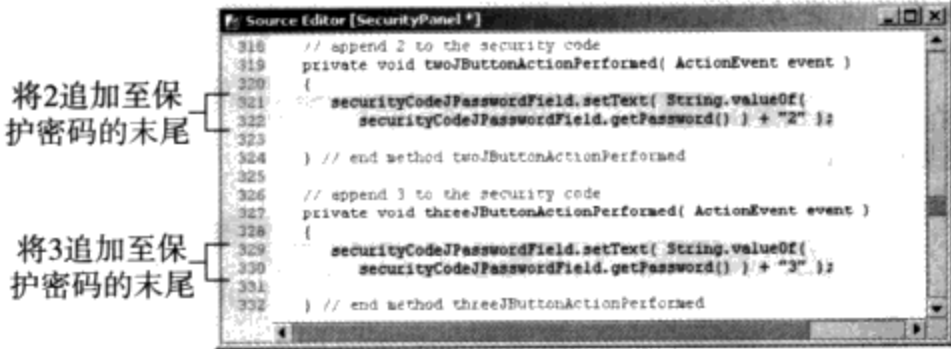 Source Editor [SecurityPanel *]
318 // append 2 to the security code
319 private void twoJButtonActionPerformed( ActionEvent event )
320 {
将2追加至保
护密码的末尾
321 securityCodeJPasswordField.setText( String.valueOf(
322 securityCodeJPasswordField.getPassword() ) + "2" );
323
324 } // end method twoJButtonActionPerformed
325
326 // append 3 to the security code
327 private void threeJButtonActionPerformed( ActionEvent event )
328 {
将3追加至保
护密码的末尾
329 securityCodeJPasswordField.setText( String.valueOf(
330 securityCodeJPasswordField.getPassword() ) + "3" );
331
332 } // end method threeJButtonActionPerformed